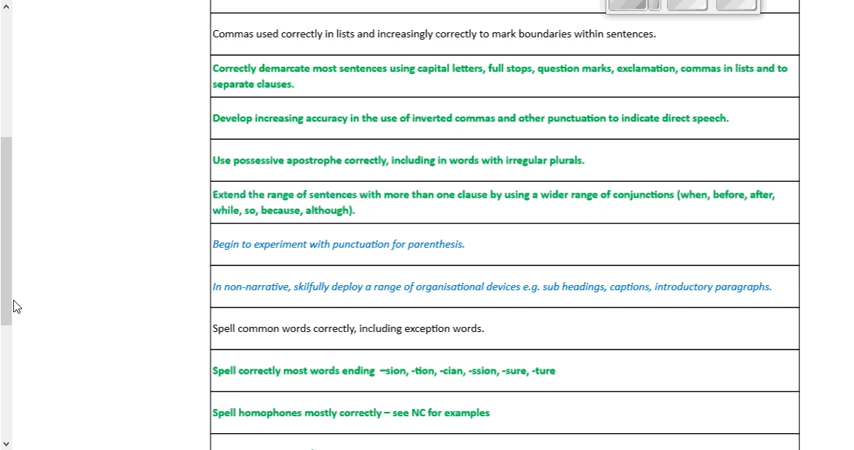 Commas used correctly in lists and increasingly correctly to mark boundaries within sentences.
Correctly demarcate most sentences using capital letters, full stops, question marks, exclamation, commas in lists and to
separate clauses.
Develop increasing accuracy in the use of inverted commas and other punctuation to indicate direct speech.
Use possessive apostrophe correctly, including in words with irregular plurals.
Extend the range of sentences with more than one clause by using a wider range of conjunctions (when, before, after,
while, so, because, although).
Begin to experiment with punctuation for parenthesis.
In non-narrative, skilfully deploy a range of organisational devices e.g. sub headings, captions, introductory paragraphs.
Spell common words correctly, including exception words.
Spell correctly most words ending –sion, -tion, -cian, -ssion, -sure, -ture
Spell homophones mostly correctly – see NC for examples